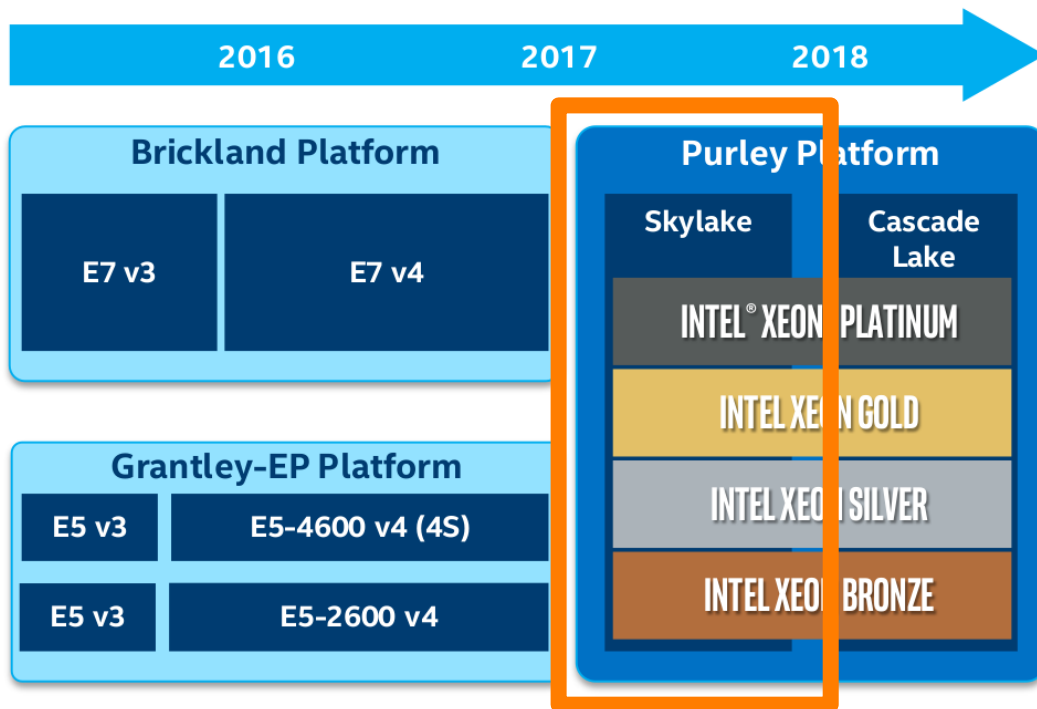 2016 2017 2018
Brickland Platform
E7 v3
E7 v4
Grantley-EP Platform
E5 v3
E5-4600 v4 (4S)
E5 v3
E5-2600 v4
Purley Platform
Skylake
Cascade
Lake
INTEL® XEON PLATINUM
INTEL XEON GOLD
INTEL XEON SILVER
INTEL XEON BRONZE